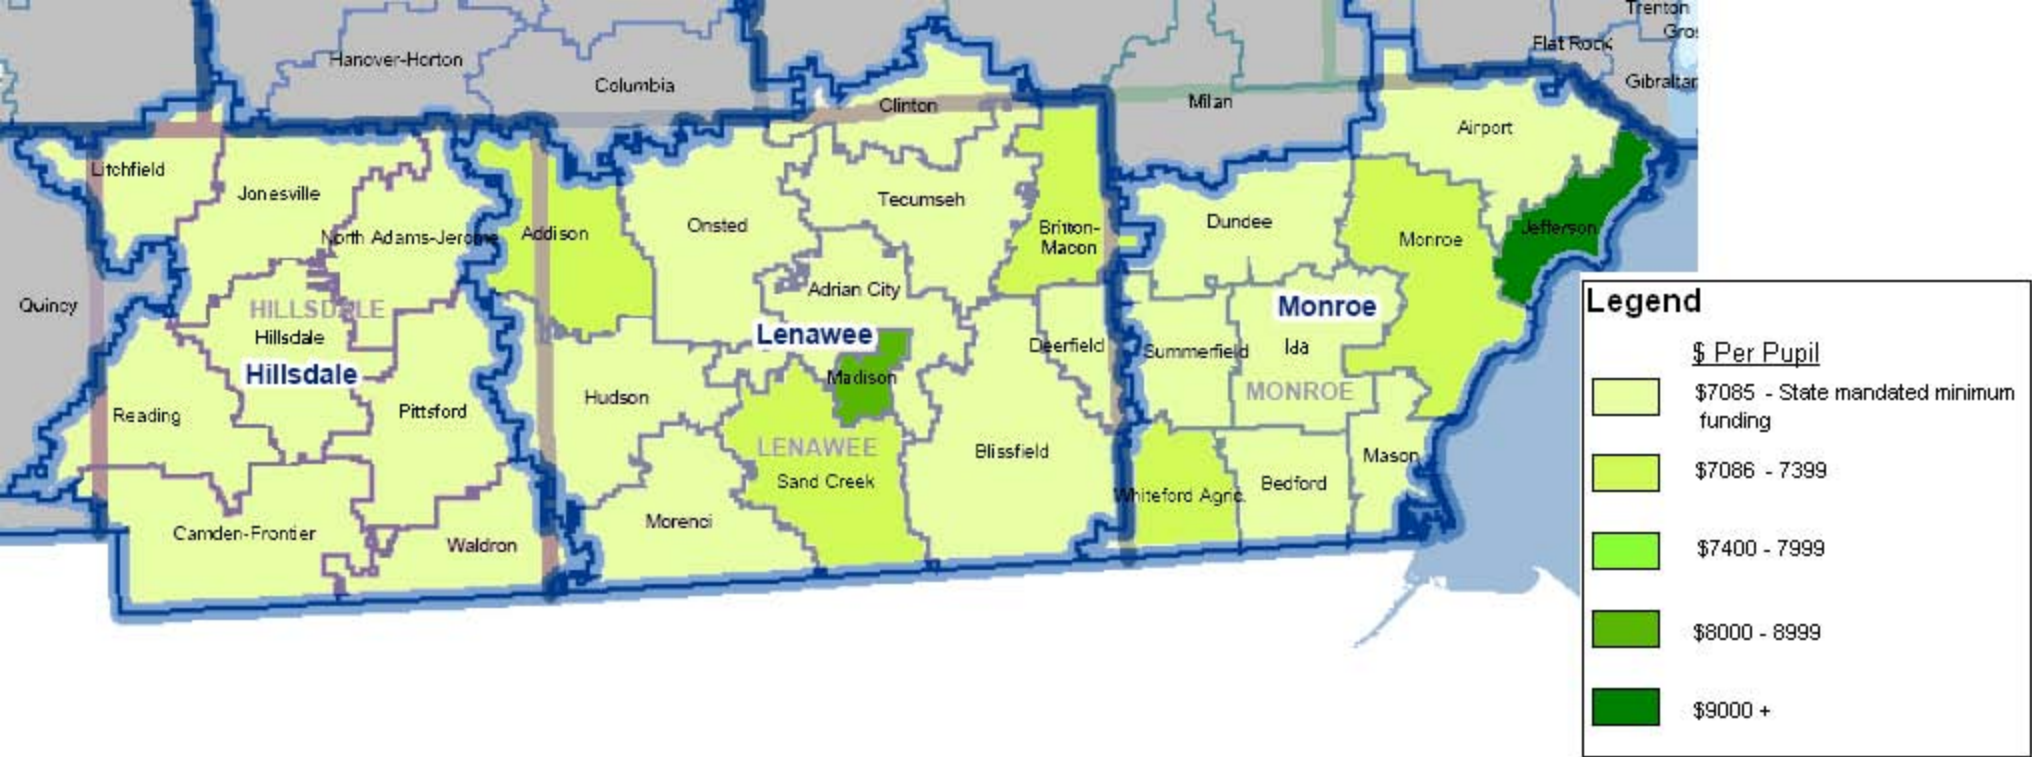 Trenton
Gros
Flat Rock
Hanover-Horton
Columbia
Gibraltar
Clinton
Milan
Airport
Litchfield
Jonesville
Tecumseh
Onsted
Dundee
North Adams-Jerome
Addison
Britton-
Macon
Monroe
Jefferson
Quincy
HILLSDALE
Hillsdale
Adrian City
Lenawee
Monroe
Deerfield
Summerfield
Ida
Hillsdale
Madison
MONROE
Reading
Pittsford
Hudson
LENAWEE
Blissfield
Mason
Sand Creek
Whiteford Agric.
Bedford
Camden-Frontier
Waldron
Morenci
Legend
$ Per Pupil
$7085 - State mandated minimum
funding
$7086 - 7399
$7400 - 7999
$8000 - 8999
$9000 +